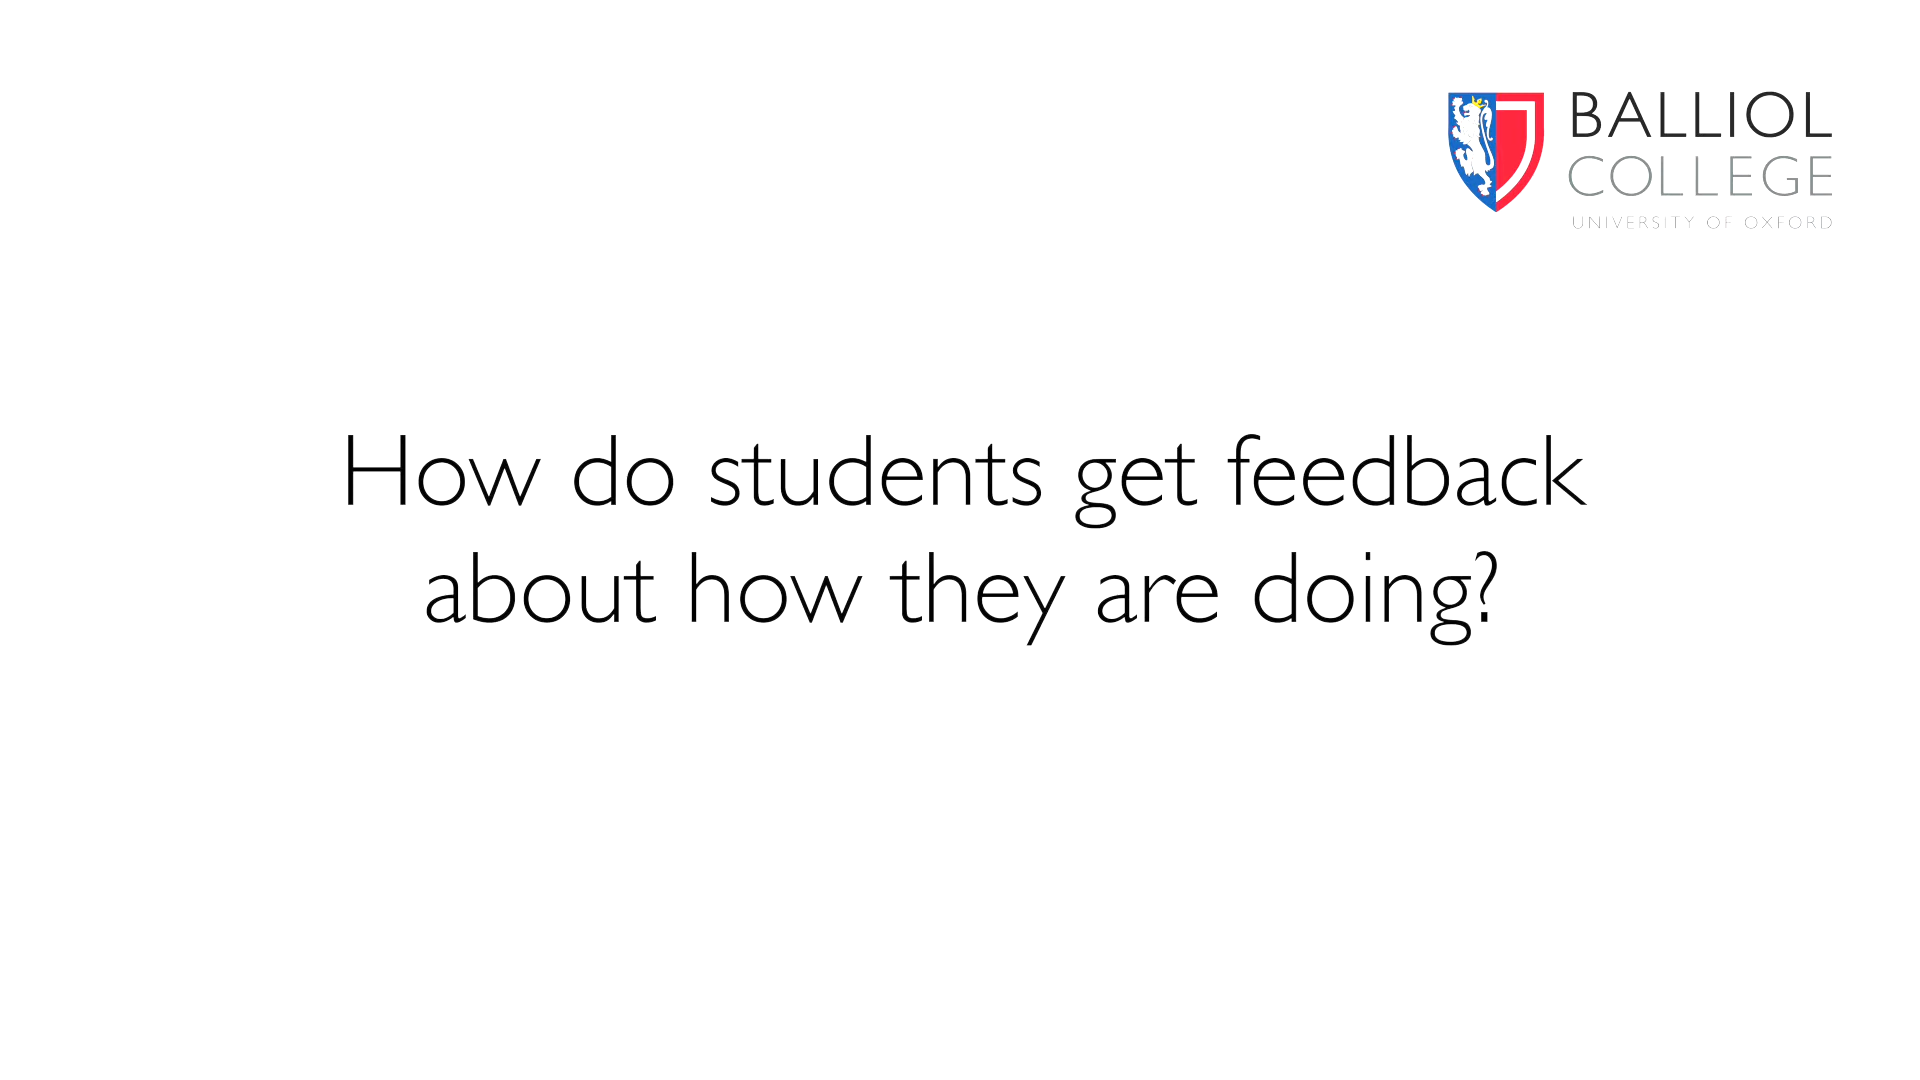 BALLIOL
COLLEGE
UNIVERSITY OF OXFORD
How do students get feedback
about how they are doing?